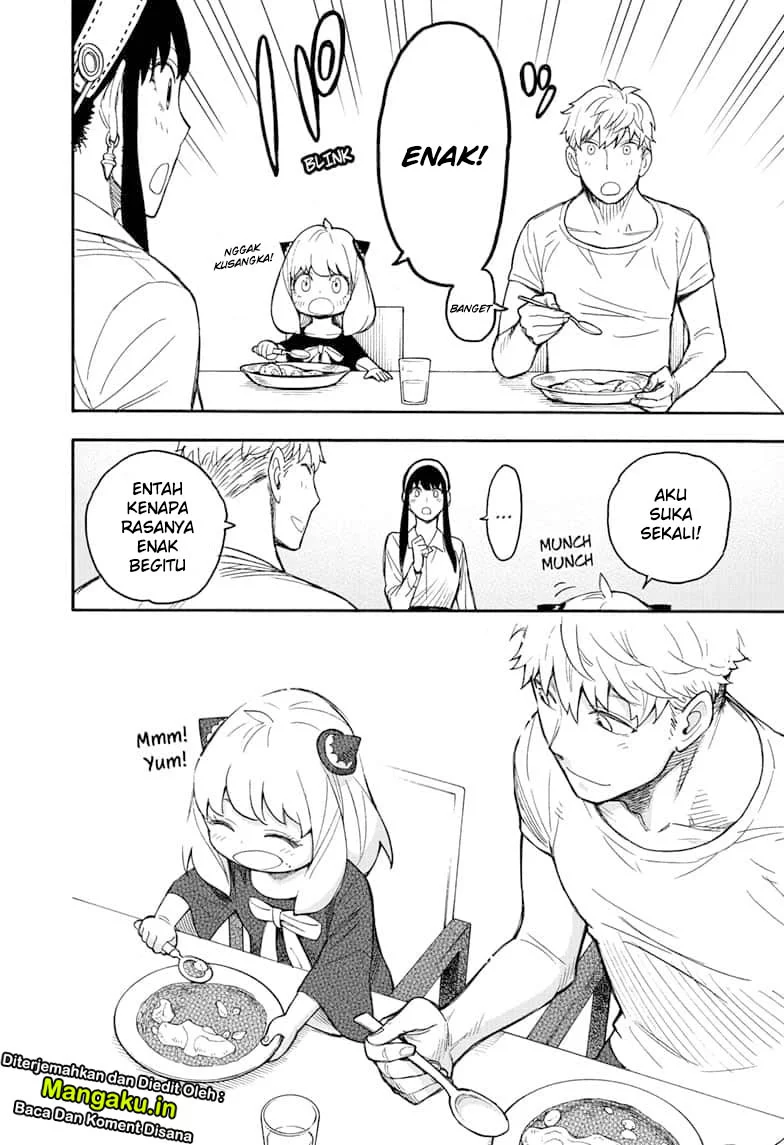 ENAK!
BANGET
BLINK
NGGAK
KUSANGKA!
AKU
SUKA
SEKALI!
MUNCH
MUNCH
....
ENTAH
KENAPA
RASANYA
ENAK
BEGITU
Mmm!
Yum!
Diterjemahkan dan Diedit Oleh :
Mangaku.in
Baca Dan Koment Disana